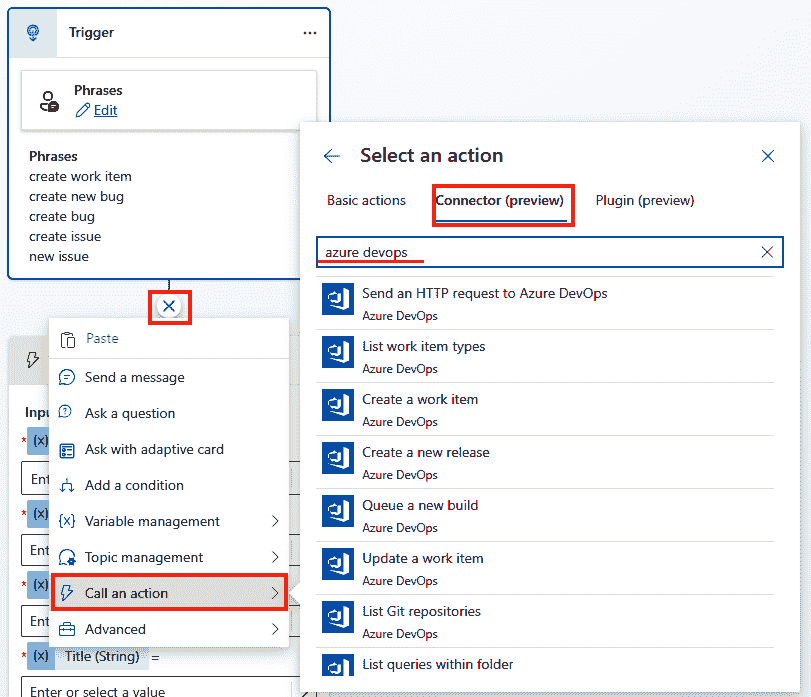 Trigger
Phrases
Edit
Phrases
create work item
create new bug
create bug
create issue
new issue
Paste
Send a message
Ask a question
Ask with adaptive card
Add a condition
{x} Variable management
Topic management
Call an action
Advanced
* (x)
* (x)
* (x)
* (x) Title (String) =
Enter or select a value
Select an action
Basic actions
Connector (preview)
Plugin (preview)
azure devops
Send an HTTP request to Azure DevOps
Azure DevOps
List work item types
Azure DevOps
Create a work item
Azure DevOps
Create a new release
Azure DevOps
Queue a new build
Azure DevOps
Update a work item
Azure DevOps
List Git repositories
Azure DevOps
List queries within folder